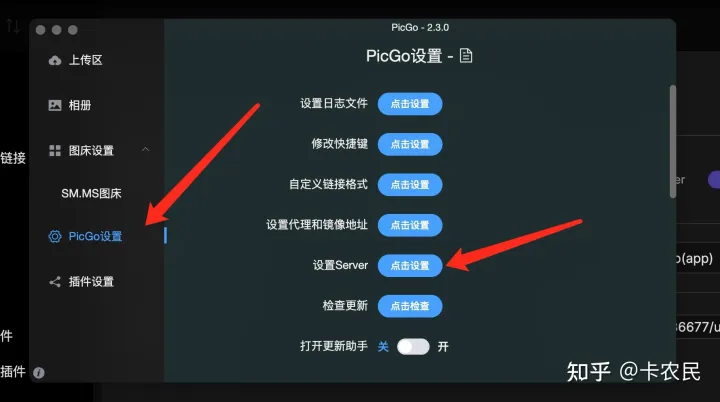 PicGo - 2.3.0
上传区
相册
图床设置
SM.MS图床
PicGo设置
插件设置
PicGo设置 -
设置日志文件 点击设置
修改快捷键 点击设置
自定义链接格式 点击设置
设置代理和镜像地址 点击设置
设置Server 点击设置
检查更新 点击检查
打开更新助手 关 开
链接
件
插件
(app)
知乎 @卡农民